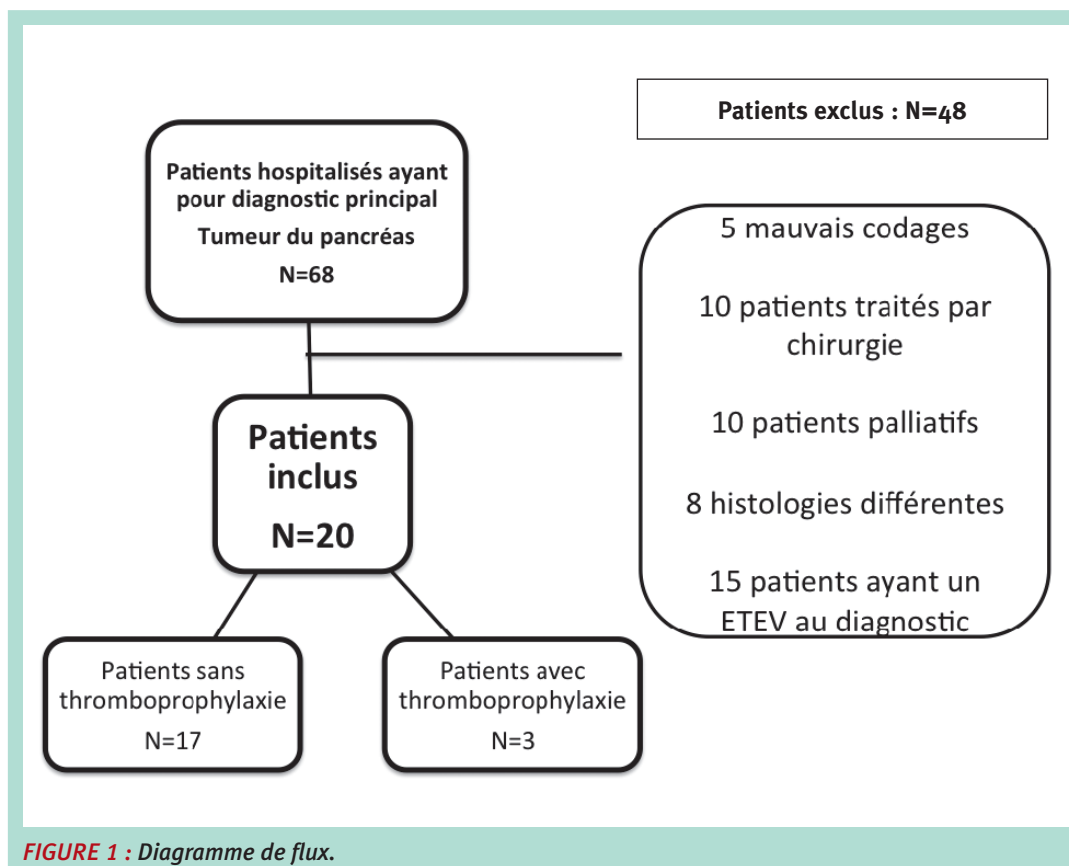 Patients exclus : N=48
Patients hospitalisés ayant
pour diagnostic principal
Tumeur du pancréas
N=68
5 mauvais codages
10 patients traités par
chirurgie
10 patients palliatifs
8 histologies différentes
15 patients ayant un
ETEV au diagnostic
Patients
inclus
N=20
Patients sans
thromboprophylaxie
N=17
Patients avec
thromboprophylaxie
N=3
FIGURE 1 : Diagramme de flux.